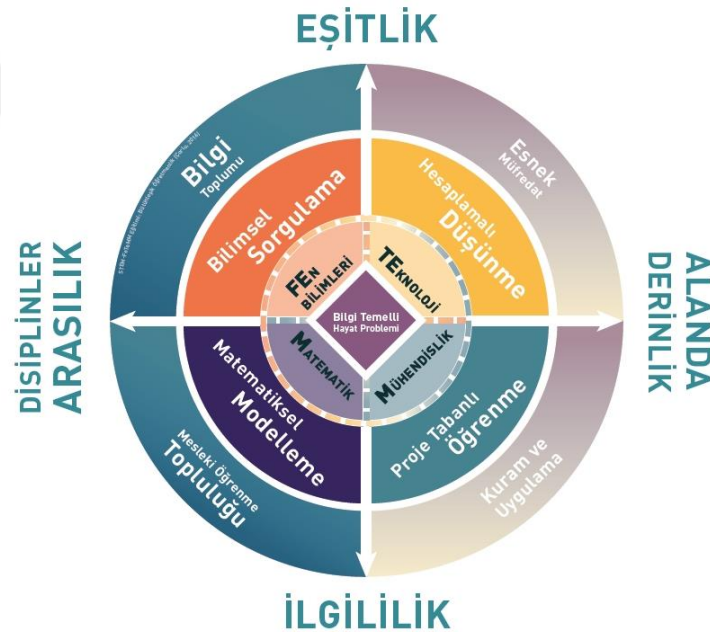 EŞİTLİK
Bilgi
Toplumu
Esnek
Müfredat
Bilimsel
Sorgulama
Hesaplamalı
Düşünme
FEN
BİLİMLERİ
TEKNOLOJİ
DİSİPLİNLER
ARASILIK
Bilgi Temelli
Hayat Problemi
ALANDA
DERİNLİK
MATEMATİK
MÜHENDİSLİK
Matematiksel
Modelleme
Proje Tabanlı
Öğrenme
Mesleki Öğrenme
Topluluğu
Kuram ve
Uygulama
İLGİLİLİK